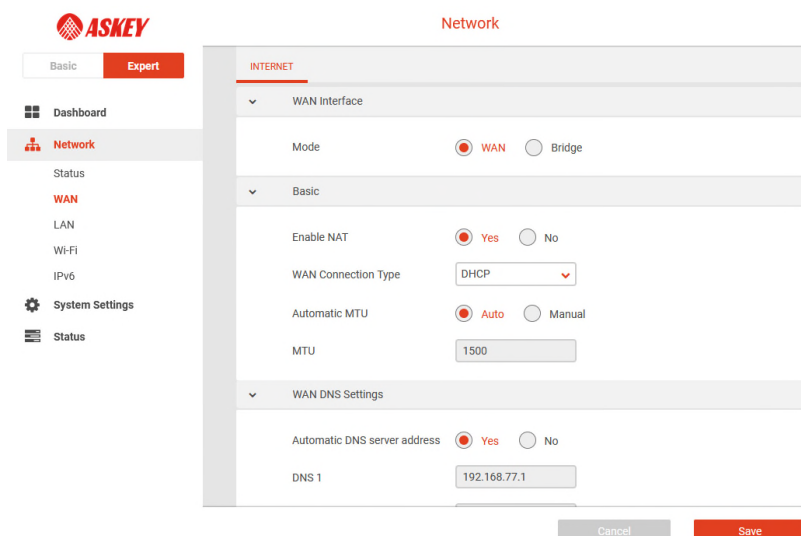 ASKEY
Network
Basic Expert
INTERNET
Dashboard
Network
Status
WAN
LAN
Wi-Fi
IPv6
System Settings
Status
WAN Interface
Mode WAN Bridge
Basic
Enable NAT Yes No
WAN Connection Type DHCP
Automatic MTU Auto Manual
MTU 1500
WAN DNS Settings
Automatic DNS server address Yes No
DNS 1 192.168.77.1
Cancel Save